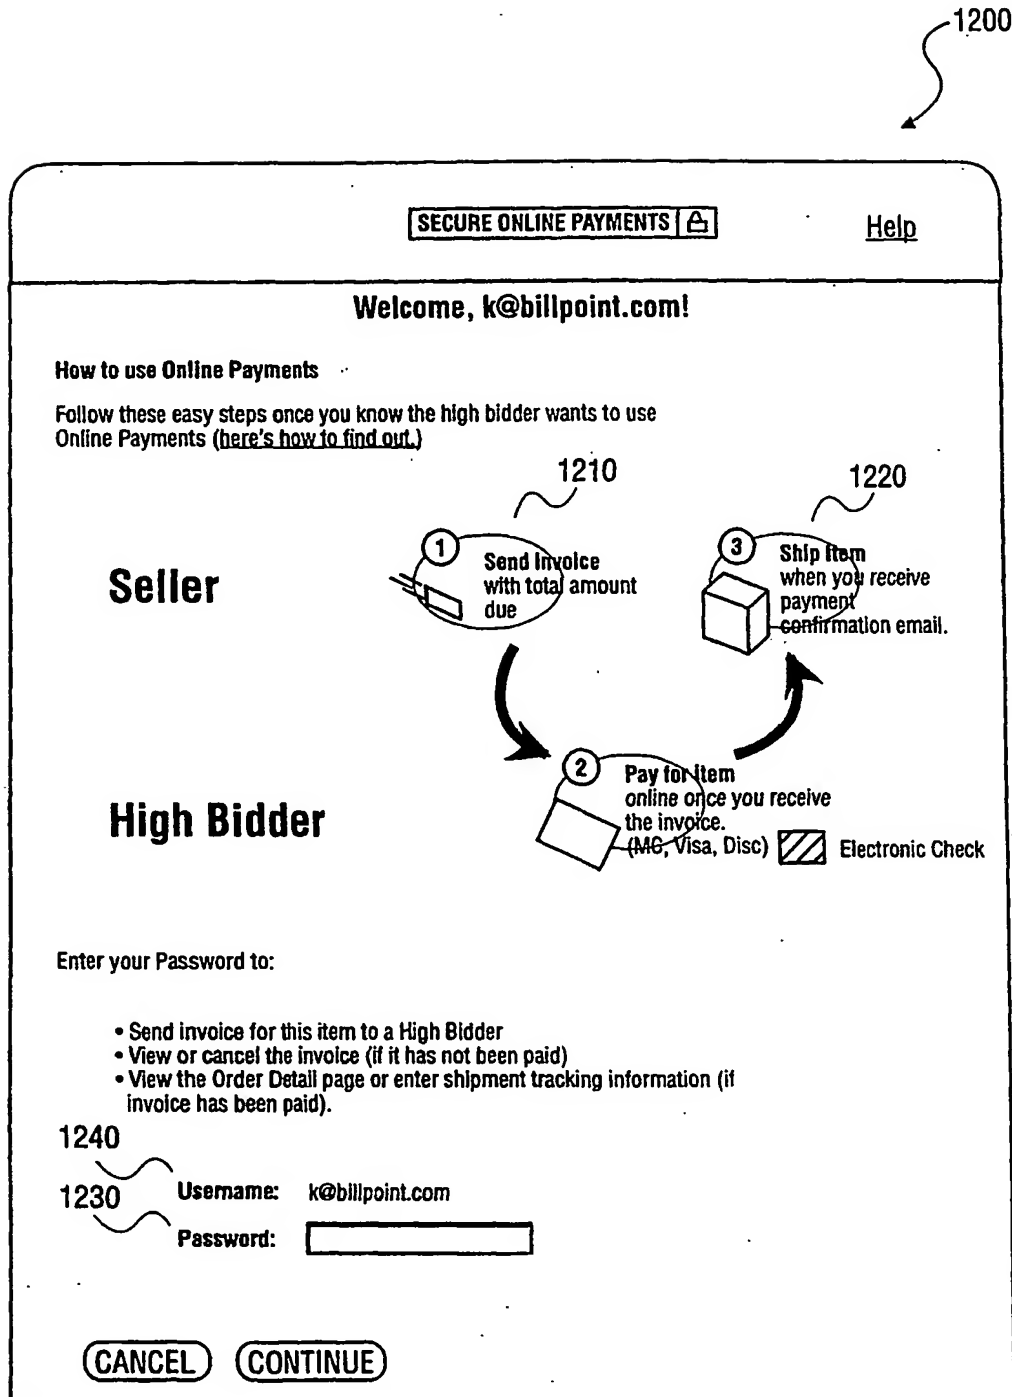 1200
SECURE ONLINE PAYMENTS
Help
Welcome, k@billpoint.com!
How to use Online Payments
Follow these easy steps once you know the high bidder wants to use
Online Payments (here's how to find out.)
1210
1220
Seller
1
Send Invoice
with total amount
due
3
Ship Item
when you receive
payment
confirmation email.
High Bidder
2
Pay for item
online once you receive
the invoice.
(MC, Visa, Disc)
Electronic Check
Enter your Password to:
• Send invoice for this item to a High Bidder
• View or cancel the invoice (if it has not been paid)
• View the Order Detail page or enter shipment tracking information (if
invoice has been paid).
1240
Username: k@billpoint.com
1230
Password:
CANCEL CONTINUE